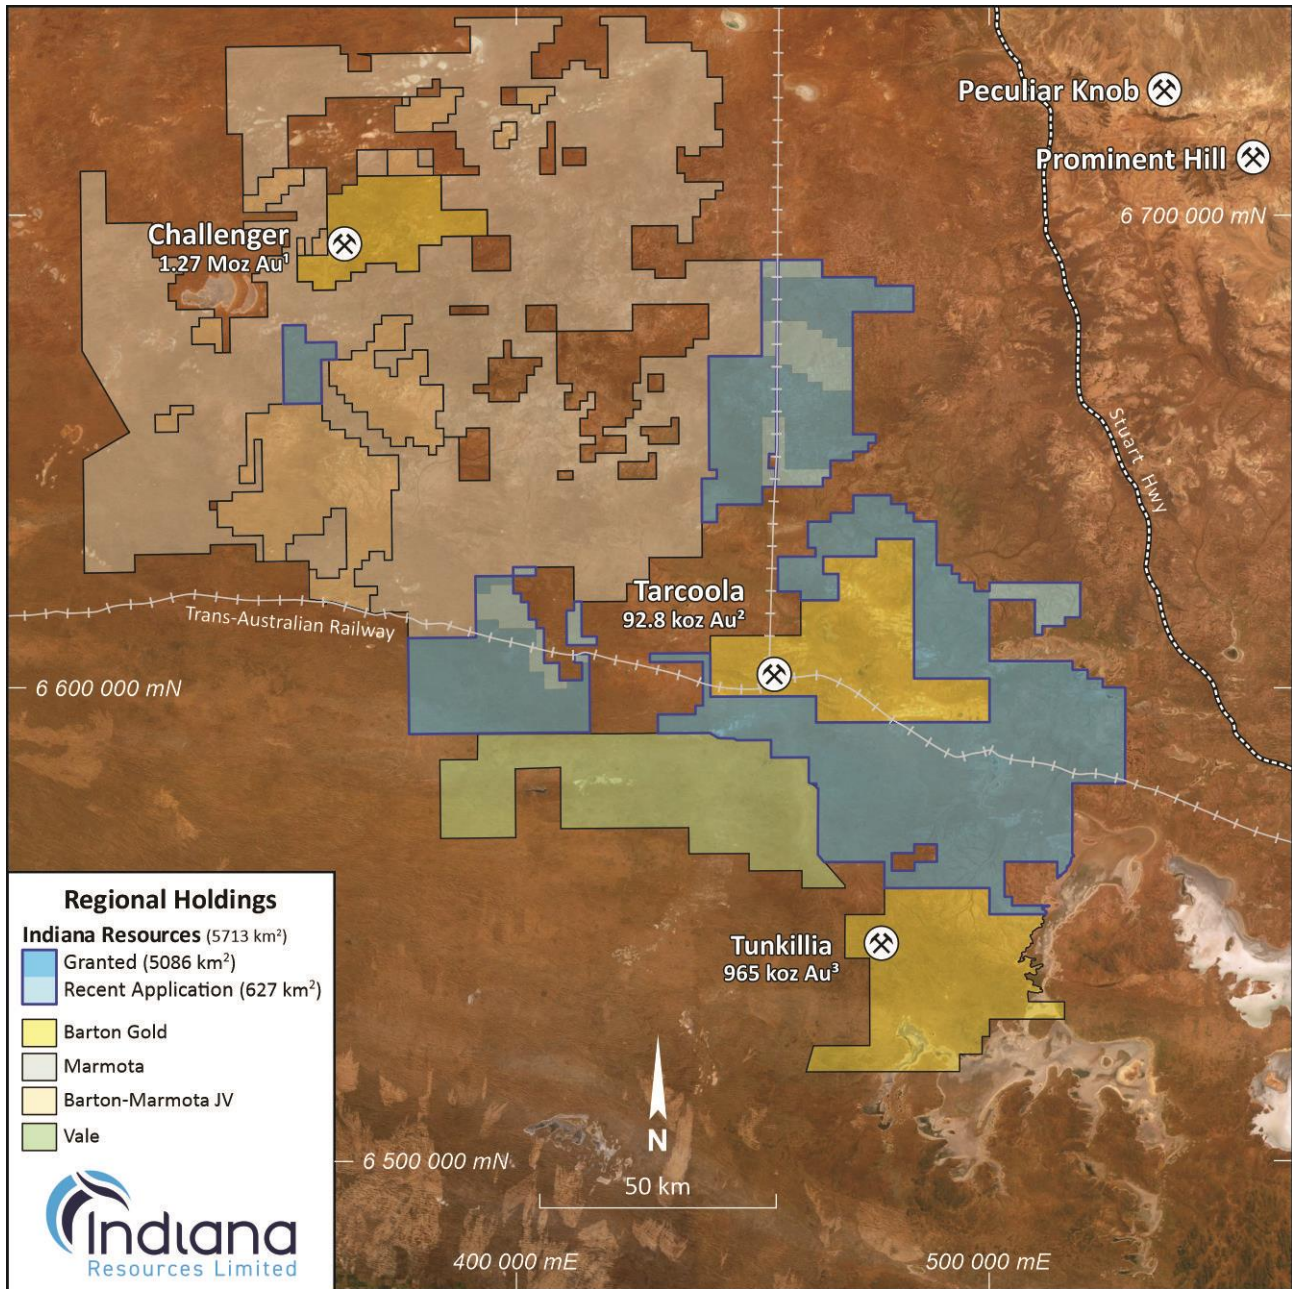 Peculiar Knob
Prominent Hill
6 700 000 mN
Challenger
1.27 Moz Au¹
Stuart Hwy
Tarcoola
92.8 koz Au²
Trans-Australian Railway
6 600 000 mN
Tunkillia
965 koz Au³
Regional Holdings
Indiana Resources (5713 km²)
Granted (5086 km²)
Recent Application (627 km²)
Barton Gold
Marmota
Barton-Marmota JV
Vale
Indiana
Resources Limited
N
50 km
6 500 000 mN
400 000 mE
500 000 mE